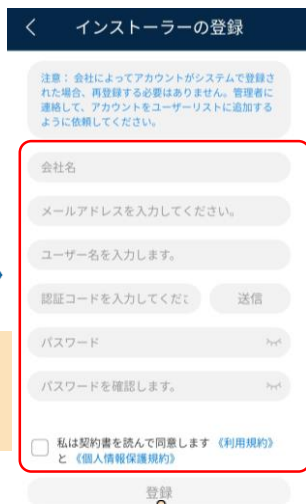 インストーラーの登録
注意： 会社によってアカウントがシステムで登録さ
れた場合、再登録する必要はありません。管理者に
連絡して、アカウントをユーザーリストに追加する
ように依頼してください。
会社名
メールアドレスを入力してください。
ユーザー名を入力します。
認証コードを入力してくださ 送信
パスワード
パスワードを確認します。
私は契約書を読んで同意します 《利用規約》
と 《個人情報保護規約》
登録